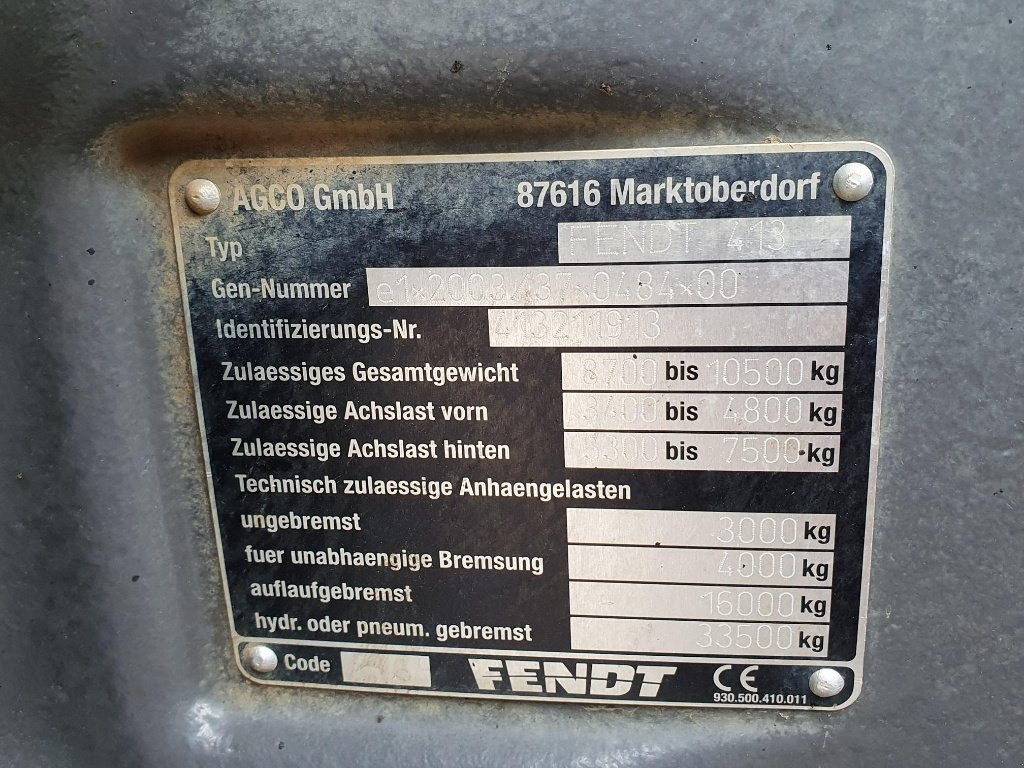 AGCO GmbH 87616 Marktoberdorf
Typ FENDT 413
Gen-Nummer e1*2003/37*0484*00
Identifizierungs-Nr. 413211913
Zulaessiges Gesamtgewicht 8700 bis 10500 kg
Zulaessige Achslast vorn 3400 bis 4800 kg
Zulaessige Achslast hinten bis 7500 kg
Technisch zulaessige Anhaengelasten
ungebremst 3000 kg
fuer unabhaengige Bremsung 4000 kg
auflaufgebremst 16000 kg
hydr. oder pneum. gebremst 33500 kg
Code FENDT CE
930.500.410.011